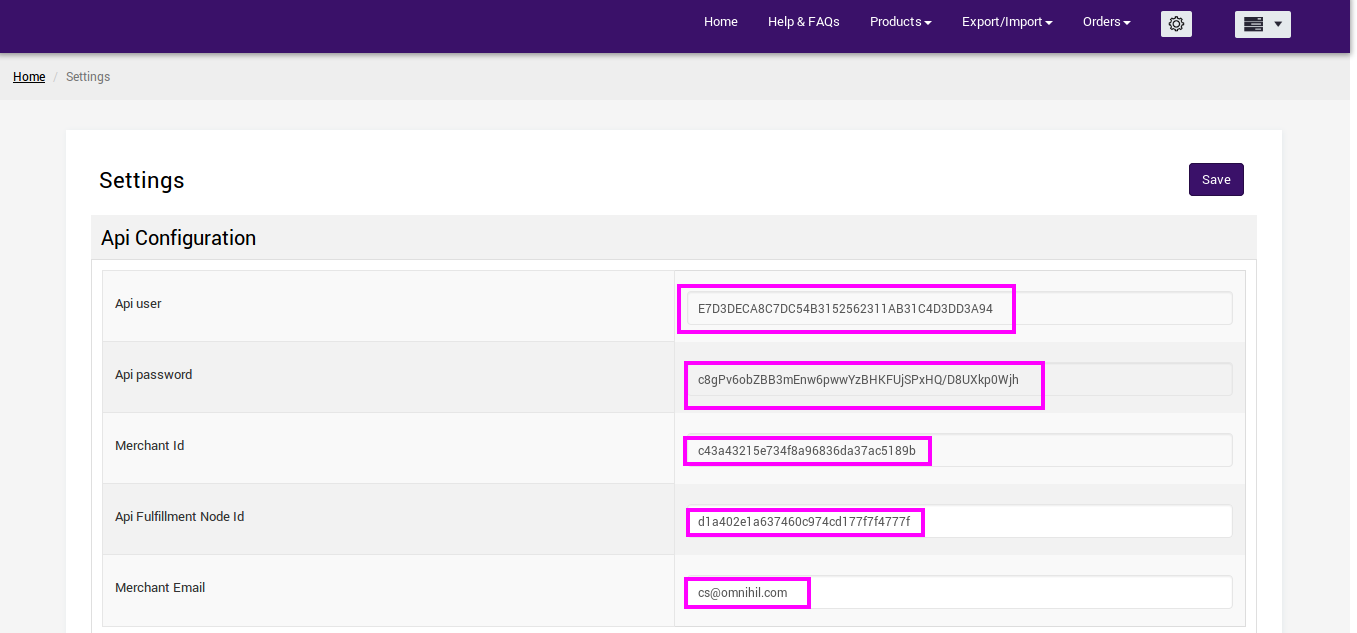 Home Help & FAQs Products Export/Import Orders
Home / Settings
Settings
Save
Api Configuration
Api user E7D3DECA8C7DC54B3152562311AB31C4D3DD3A94
Api password c8gPv6obZBB3mEnw6pwwYzBHKFUjSPxHQ/D8UXkp0Wjh
Merchant Id c43a43215e734f8a96836da37ac5189b
Api Fulfillment Node Id d1a402e1a637460c974cd177f7f4777f
Merchant Email cs@omnihil.com